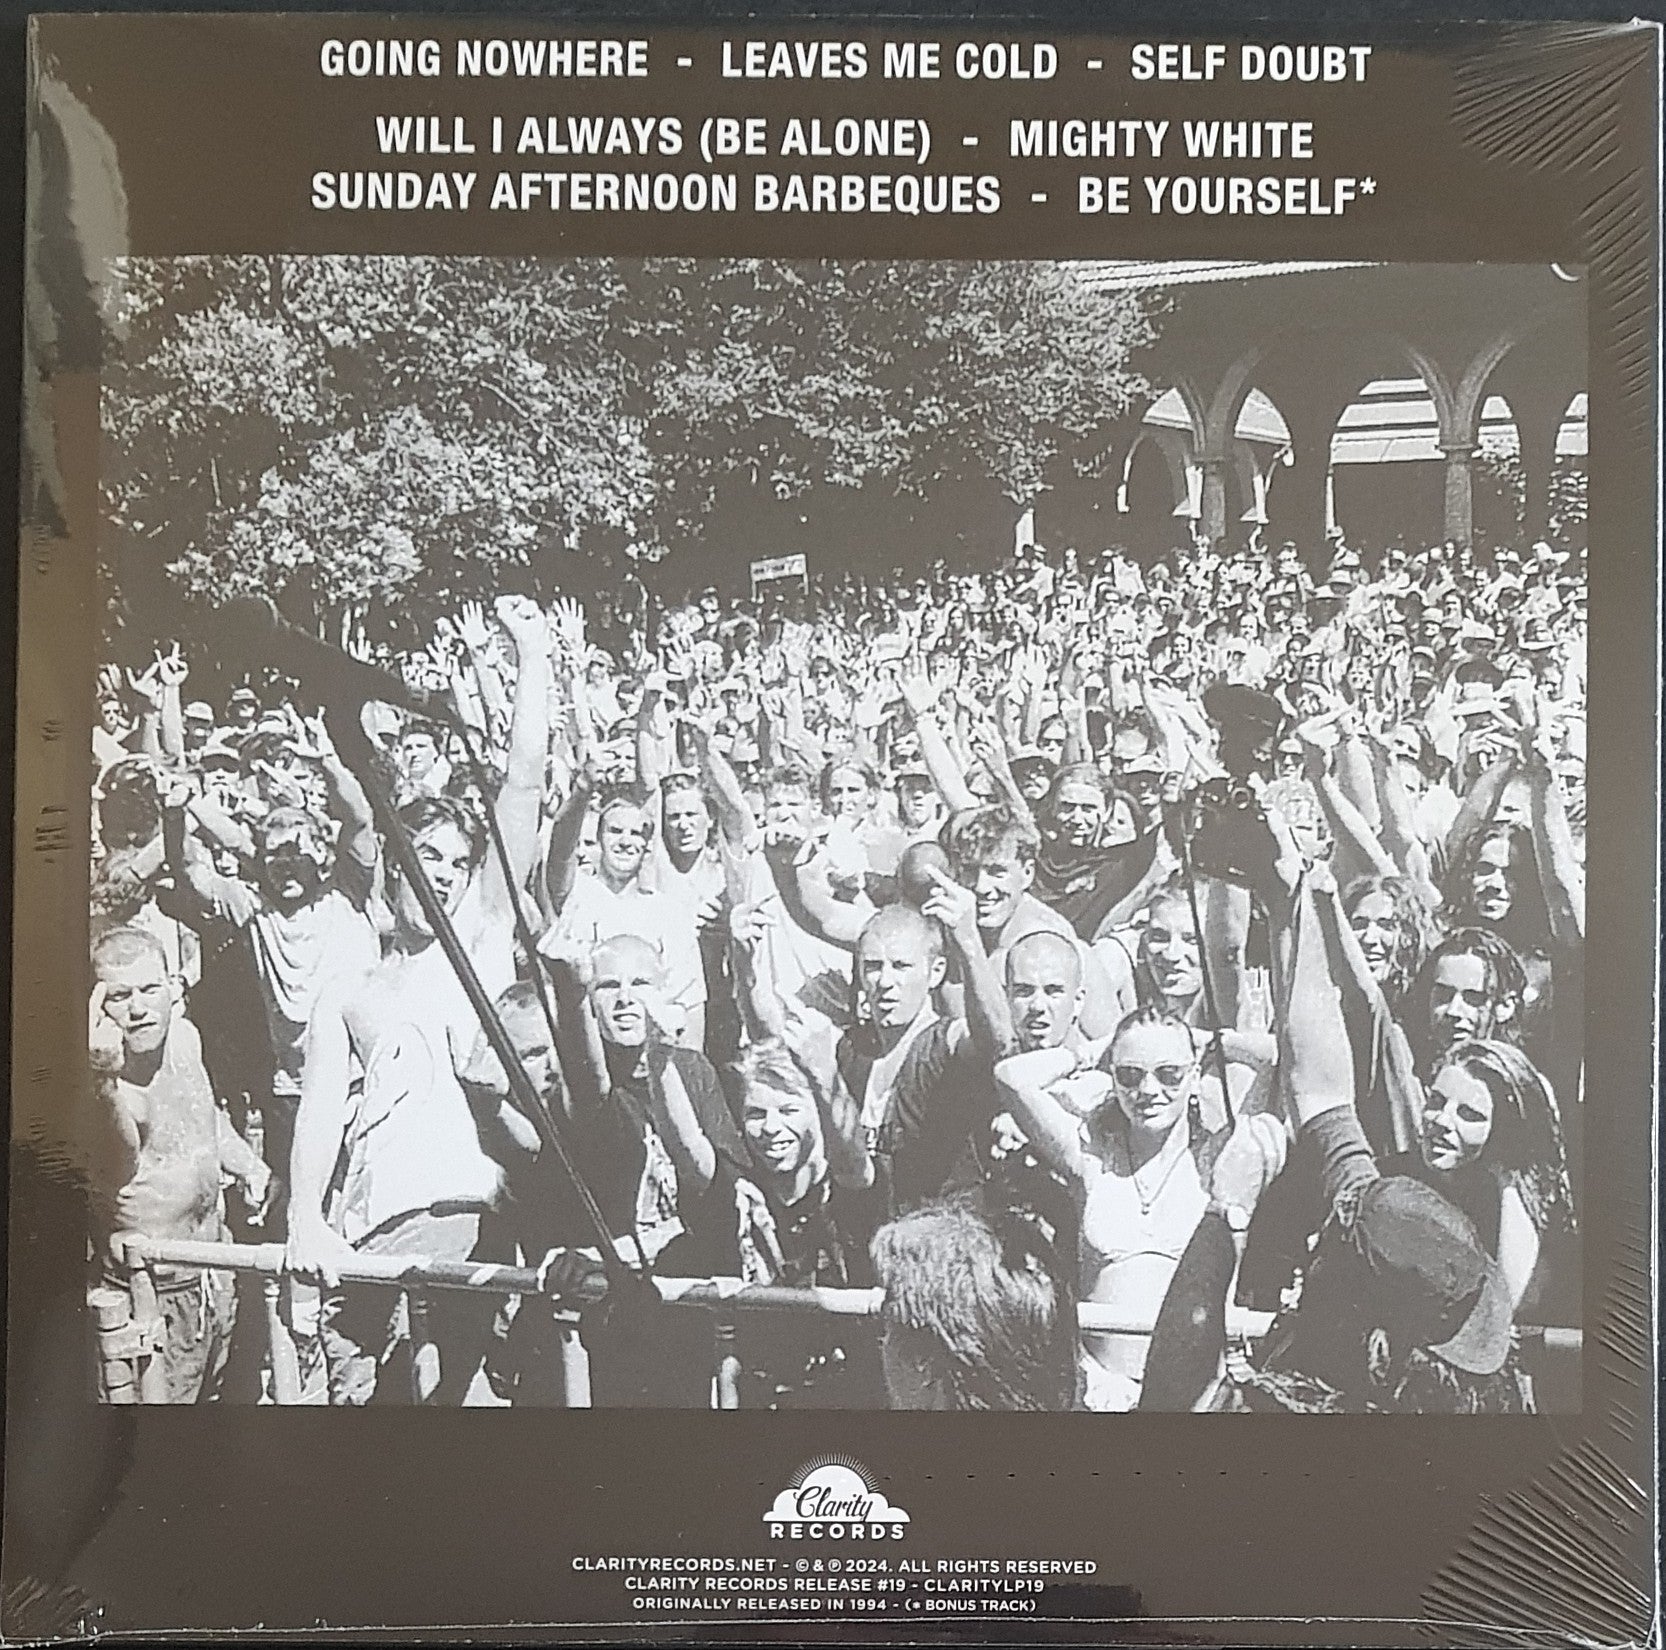 GOING NOWHERE - LEAVES ME COLD - SELF DOUBT
WILL I ALWAYS (BE ALONE) - MIGHTY WHITE
SUNDAY AFTERNOON BARBEQUES - BE YOURSELF*
Clarity
RECORDS
CLARITYRECORDS.NET - © & ℗ 2024. ALL RIGHTS RESERVED
CLARITY RECORDS RELEASE #19 - CLARITYLP19
ORIGINALLY RELEASED IN 1994 - (* BONUS TRACK)